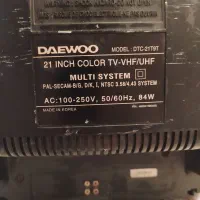 DAEWOO MODEL: DTC-21T9T
21 INCH COLOR TV-VHF/UHF
MULTI SYSTEM
PAL-SECAM-B/G, D/K, I, NTSC 3.58/4.43 SYSTEM
AC:100-250V, 50/60Hz, 84W
MADE IN KOREA